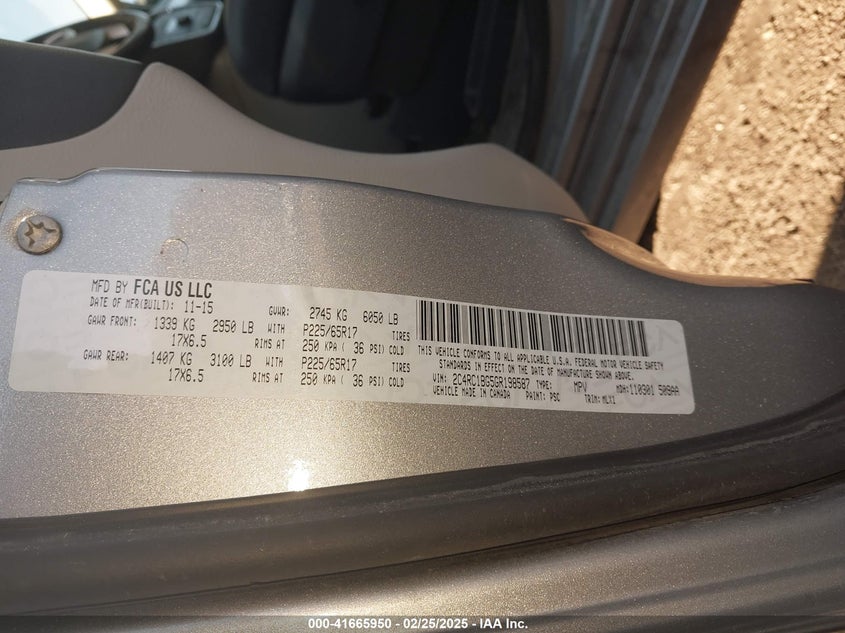 MFD BY FCA US LLC
DATE OF MFR(BUILT): 11-15 GVWR: 2745 KG 6050 LB
GAWR FRONT: 1339 KG 2950 LB WITH P225/65R17 TIRES
17X6.5 RIMS AT 250 KPA ( 36 PSI) COLD
GAWR REAR: 1407 KG 3100 LB WITH P225/65R17 TIRES
17X6.5 RIMS AT 250 KPA ( 36 PSI) COLD
THIS VEHICLE CONFORMS TO ALL APPLICABLE U.S.A. FEDERAL MOTOR VEHICLE SAFETY
STANDARDS IN EFFECT ON THE DATE OF MANUFACTURE SHOWN ABOVE.
VIN: 2C4RC1BG5GR198587 TYPE: MPV MDH: 110901 509AA
VEHICLE MADE IN CANADA PAINT: PSC TRIM: MLX1
000-41665950 - 02/25/2025 - IAA Inc.